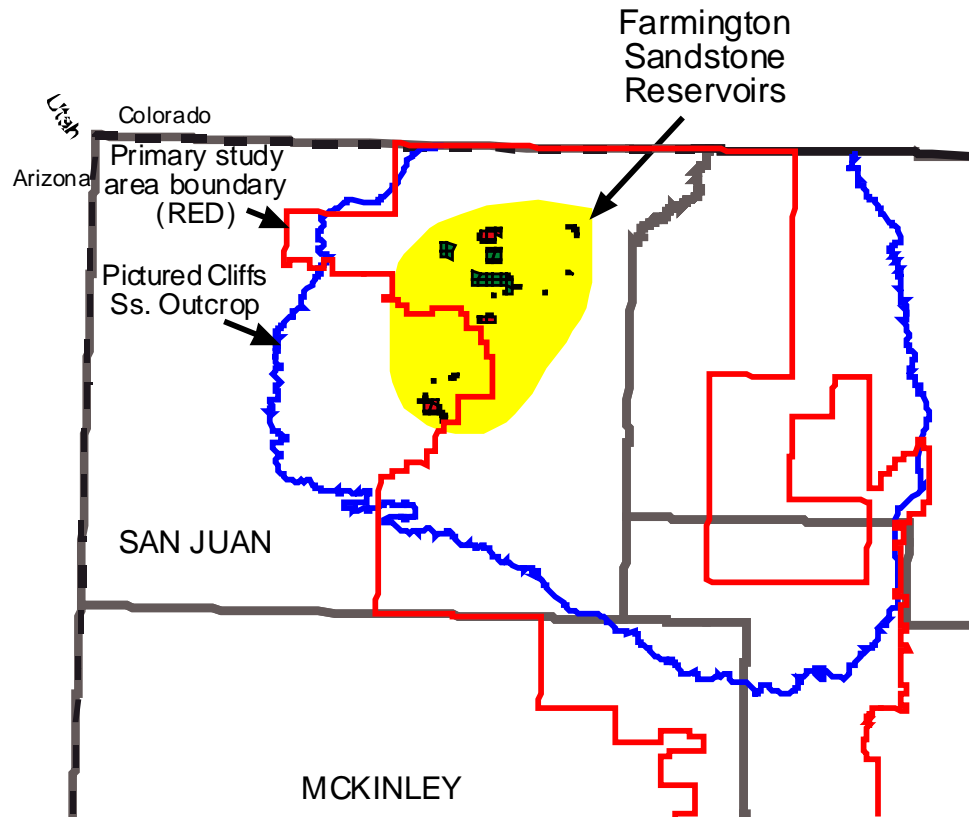 Farmington
Sandstone
Reservoirs
Utah
Colorado
Arizona
Primary study
area boundary
(RED)
Pictured Cliffs
Ss. Outcrop
SAN JUAN
MCKINLEY